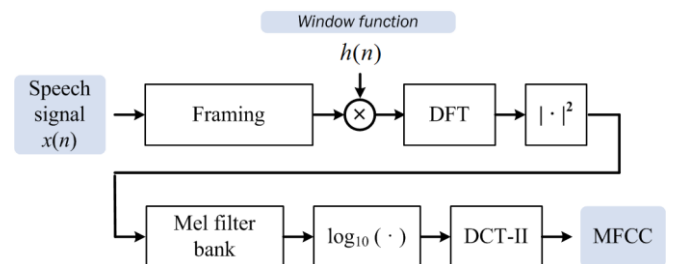 Window function
h(n)
Speech
signal
x(n)
Framing
×
DFT
| · |²
Mel filter
bank
log₁₀ ( · )
DCT-II
MFCC